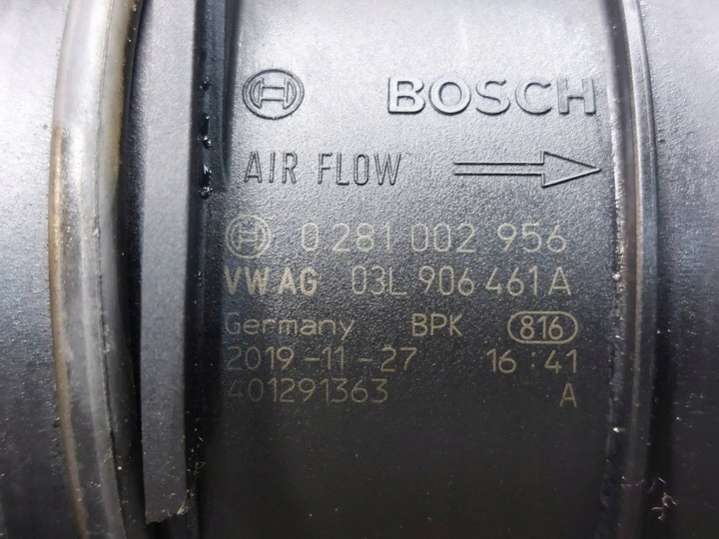 BOSCH
AIR FLOW
0 281 002 956
VW AG 03L 906 461 A
Germany BPK 816
2019-11-27 16:41
401291363 A